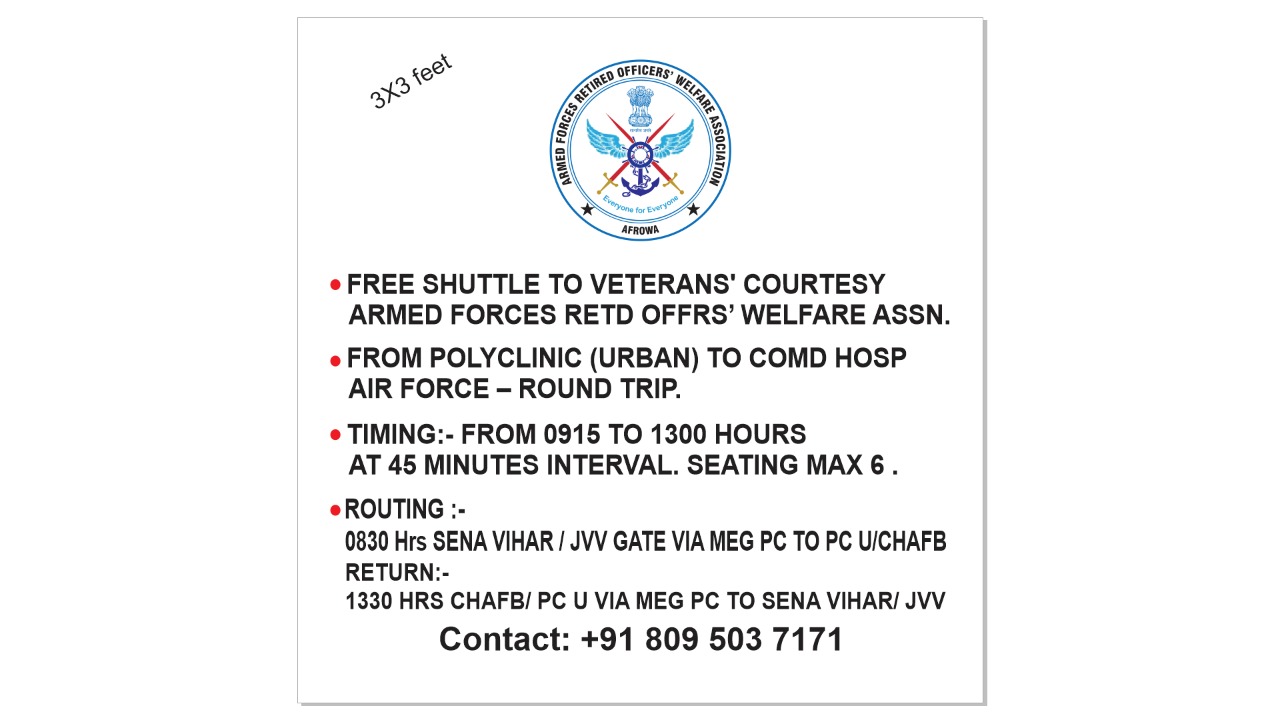 3X3 feet
ARMED FORCES RETIRED OFFICERS' WELFARE ASSOCIATION
Everyone for Everyone
AFROWA
• FREE SHUTTLE TO VETERANS' COURTESY
ARMED FORCES RETD OFFRS’ WELFARE ASSN.
• FROM POLYCLINIC (URBAN) TO COMD HOSP
AIR FORCE – ROUND TRIP.
• TIMING:- FROM 0915 TO 1300 HOURS
AT 45 MINUTES INTERVAL. SEATING MAX 6 .
• ROUTING :-
0830 Hrs SENA VIHAR / JVV GATE VIA MEG PC TO PC U/CHAFB
RETURN:-
1330 HRS CHAFB/ PC U VIA MEG PC TO SENA VIHAR/ JVV
Contact: +91 809 503 7171